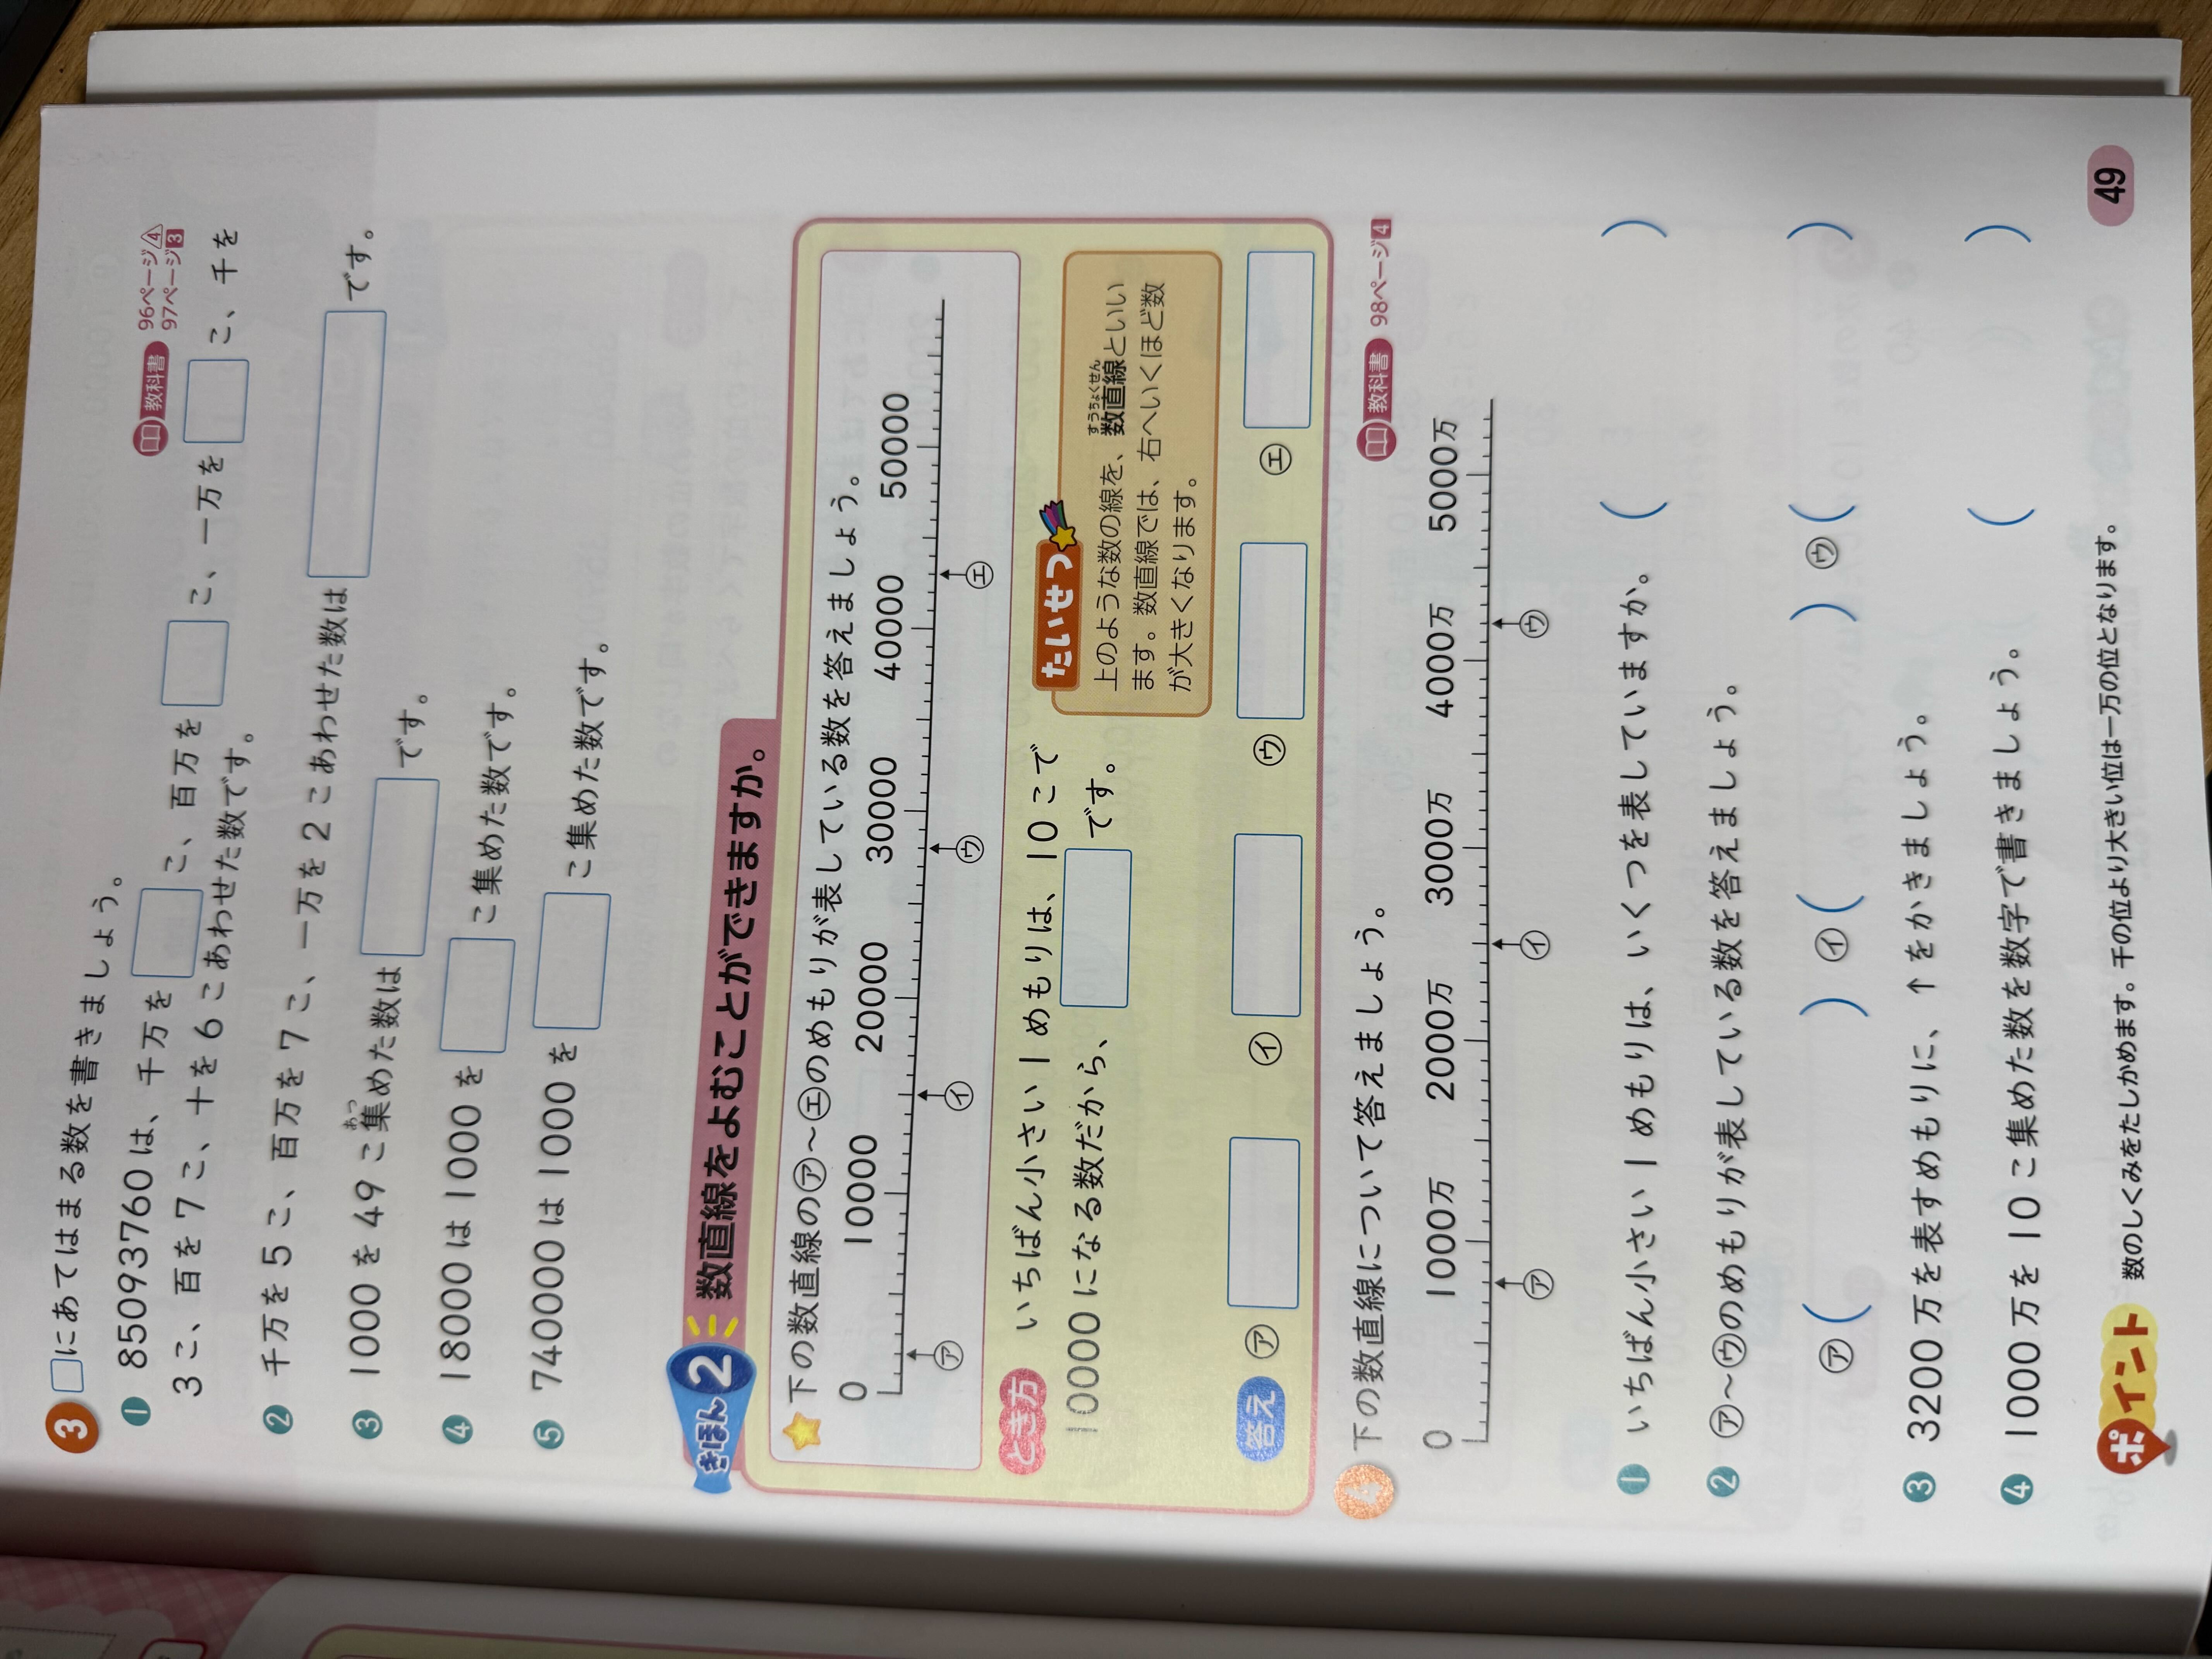 3 □にあてはまる数を書きましょう。
教科書 96ページ4
97ページ3
1 85093760は、千万を□こ、百万を□こ、一万を□こ、千を
3こ、百を7こ、十を6こあわせた数です。
2 千万を5こ、百万を7こ、一万を2こあわせた数は□です。
3 1000を49こ集めた数は□です。
あつ
4 18000は1000を□こ集めた数です。
5 740000は1000を□こ集めた数です。
きほん2 数直線をよむことができますか。
下の数直線の㋐〜㋓のめもりが表している数を答えましょう。
0 10000 20000 30000 40000 50000
㋐ ㋑ ㋒ ㋓
とき方 いちばん小さい1めもりは、10こで
10000になる数だから、□です。
たいせつ
すうちょくせん
上のような数の線を、数直線といい
ます。数直線では、右へいくほど数
が大きくなります。
答え ㋐ ㋑ ㋒ ㋓
4 下の数直線について答えましょう。
教科書 98ページ4
0 1000万 2000万 3000万 4000万 5000万
㋐ ㋑ ㋒
1 いちばん小さい1めもりは、いくつを表していますか。 ( )
2 ㋐〜㋒のめもりが表している数を答えましょう。
㋐( ) ㋑( ) ㋒( )
3 3200万を表すめもりに、↑をかきましょう。
4 1000万を10こ集めた数を数字で書きましょう。 ( )
ポイント 数のしくみをたしかめます。千の位より大きい位は一万の位となります。
49